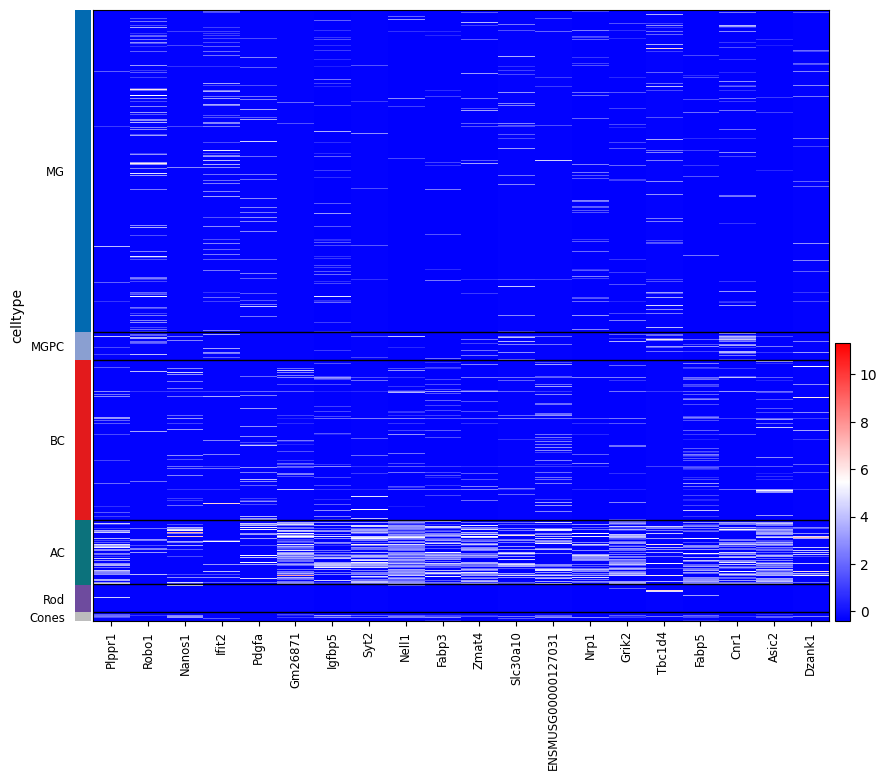 celltype
MG
MGPC
BC
AC
Rod
Cones
10
8
6
4
2
0
Plppr1
Robo1
Nanos1
Ifit2
Pdgfa
Gm26871
Igfbp5
Syt2
Nell1
Fabp3
Zmat4
Slc30a10
ENSMUSG00000127031
Nrp1
Grik2
Tbc1d4
Fabp5
Cnr1
Asic2
Dzank1